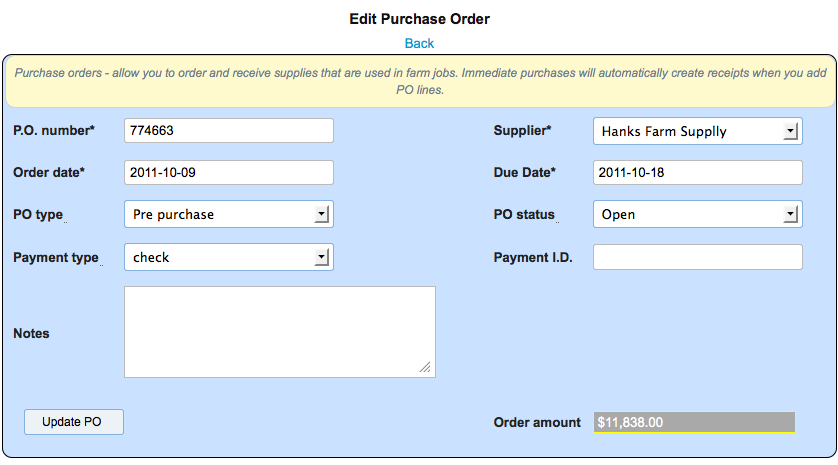 Edit Purchase Order
Back
Purchase orders - allow you to order and receive supplies that are used in farm jobs. Immediate purchases will automatically create receipts when you add
PO lines.
P.O. number* 774663 Supplier* Hanks Farm Supplly
Order date* 2011-10-09 Due Date* 2011-10-18
PO type Pre purchase PO status Open
Payment type check Payment I.D.
Notes
Update PO Order amount $11,838.00